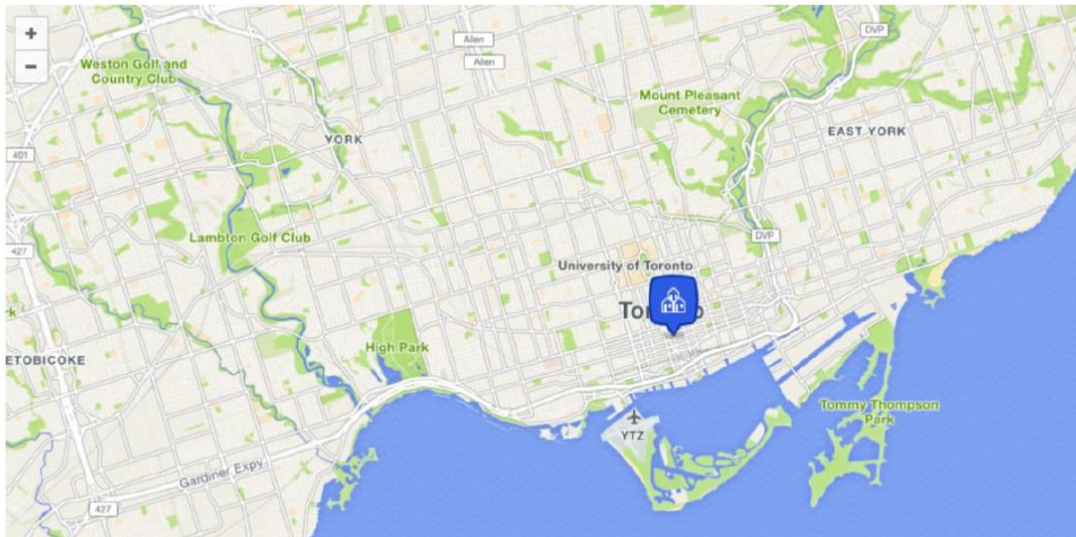 +
−
Allen
Allen
DVP
Weston Golf and
Country Club
Mount Pleasant
Cemetery
EAST YORK
YORK
401
Lambton Golf Club
DVP
427
University of Toronto
High Park
ETOBICOKE
Tommy Thompson
Park
YTZ
Gardiner Expy
427